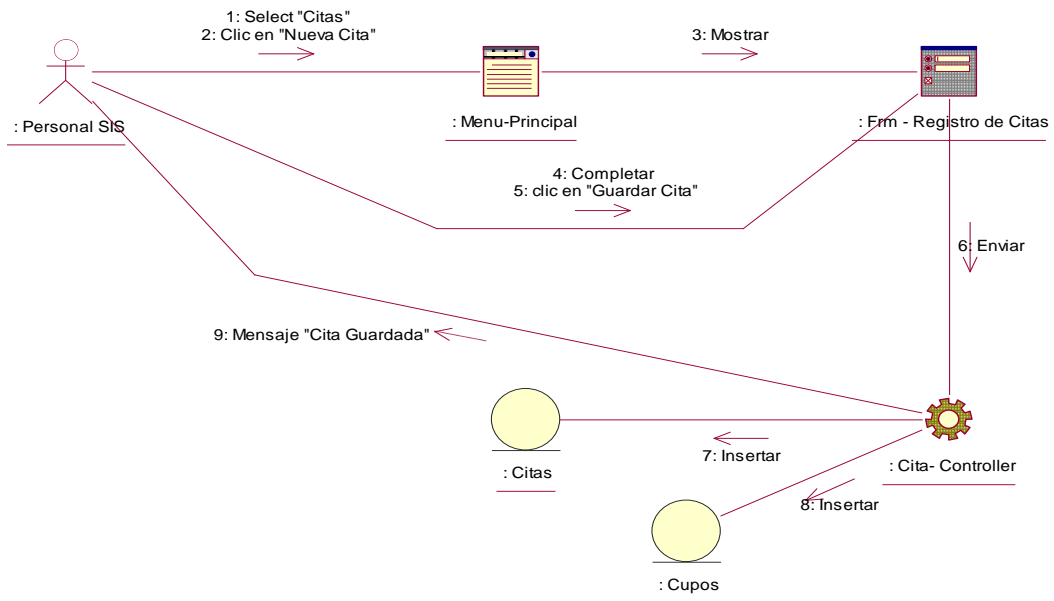 1: Select "Citas"
2: Clic en "Nueva Cita"
3: Mostrar
: Personal SIS
: Menu-Principal
: Frm - Registro de Citas
4: Completar
5: clic en "Guardar Cita"
6: Enviar
9: Mensaje "Cita Guardada"
7: Insertar
: Citas
: Cita- Controller
8: Insertar
: Cupos